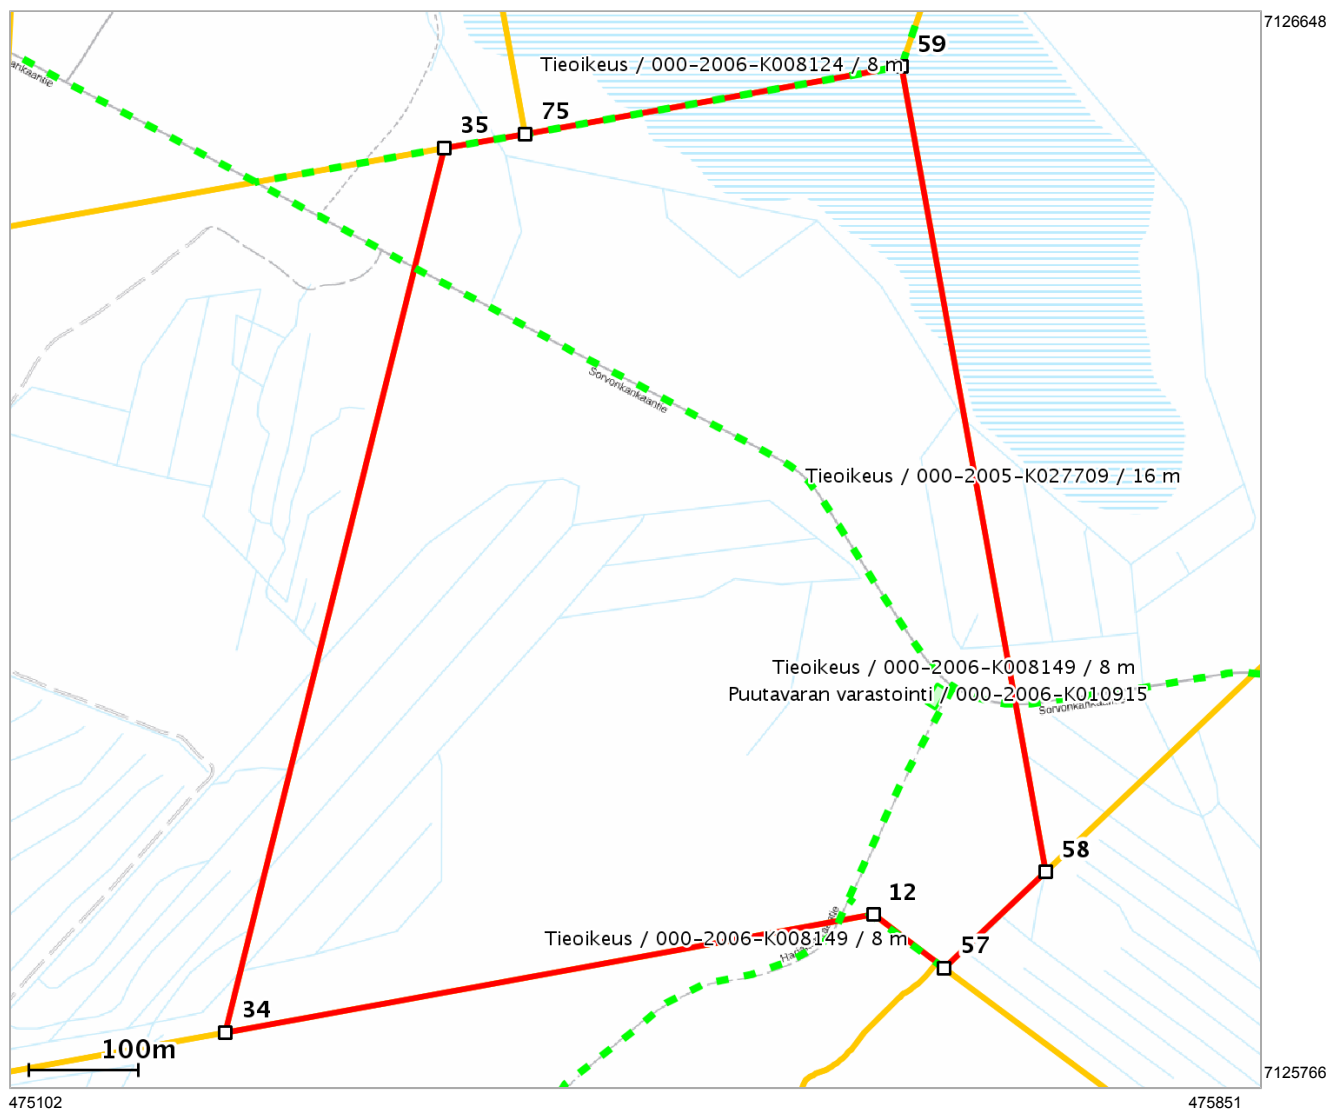 7126648
59
Tieoikeus / 000-2006-K008124 / 8 m
ankaantie
75
35
Sorvonkankaantie
Tieoikeus / 000-2005-K027709 / 16 m
Tieoikeus / 000-2006-K008149 / 8 m
Puutavaran varastointi / 000-2006-K010915
58
12
Tieoikeus / 000-2006-K008149 / 8 m
57
34
100m
7125766
475102
475851